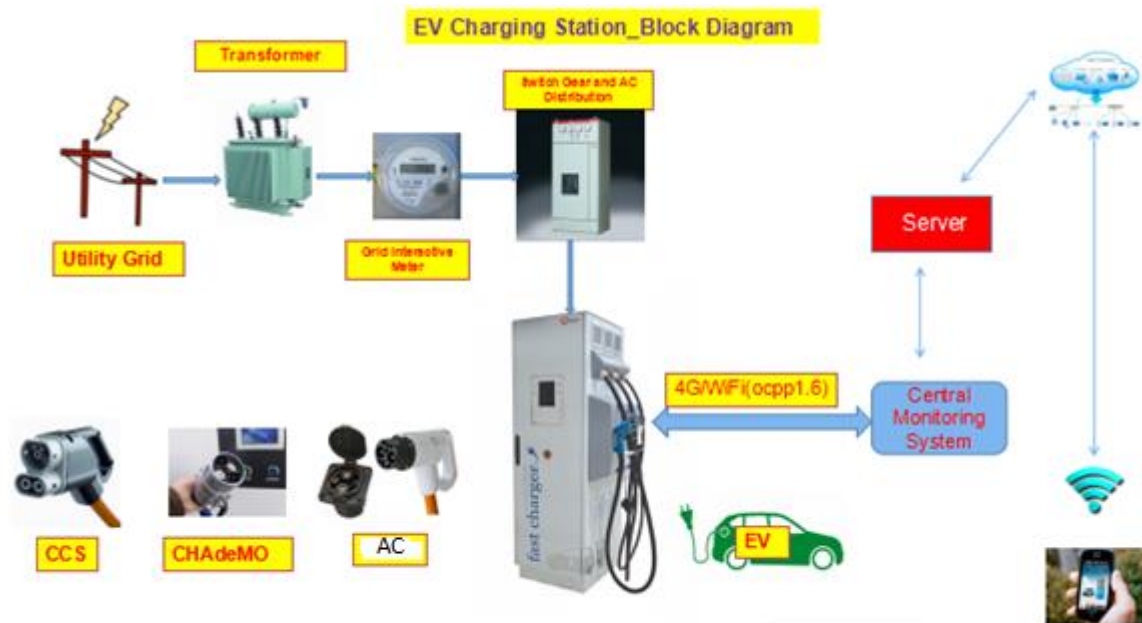 EV Charging Station_Block Diagram
Transformer
Switch Gear and AC
Distribution
Server
Utility Grid
Grid Interactive
Meter
4G/WiFi(ocpp1.6)
Central
Monitoring
System
fast charger
CCS
CHAdeMO
AC
EV